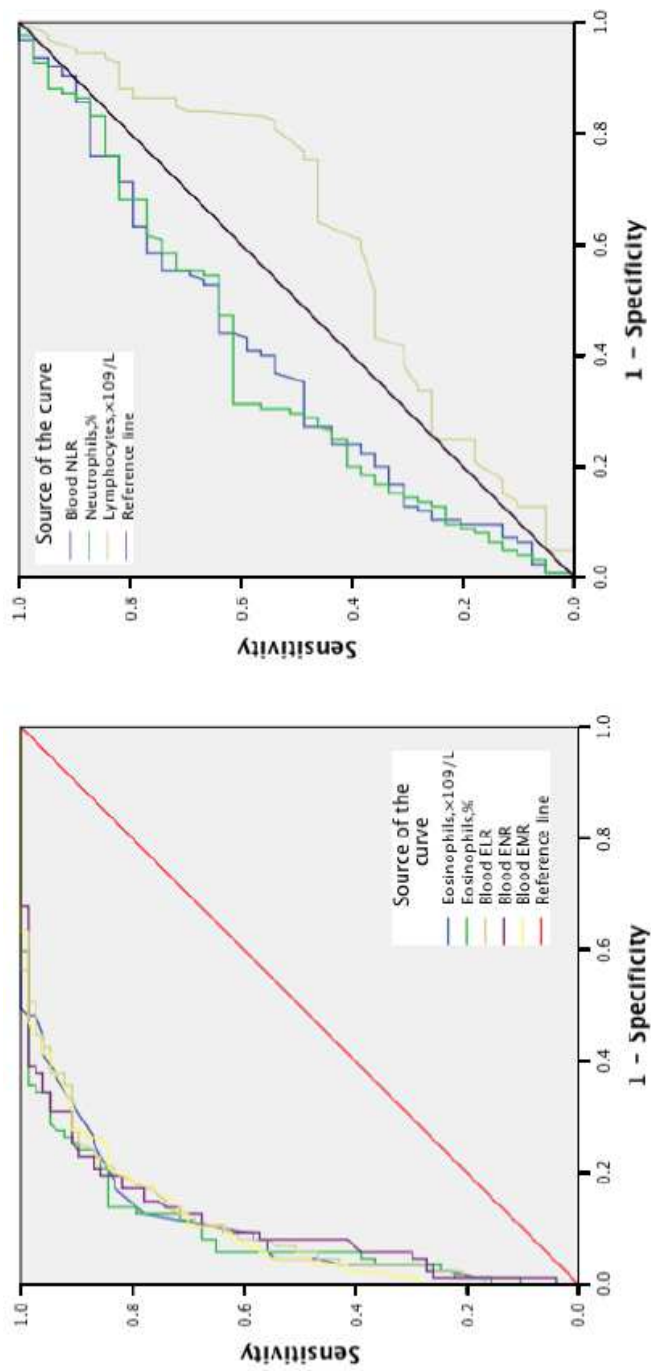 Sensitivity
1.0
0.8
0.6
0.4
0.2
0.0
Source of the
curve
Eosinophils,×109/L
Eosinophils,%
Blood ELR
Blood ENR
Blood EMR
Reference line
0.0
0.2
0.4
0.6
0.8
1.0
1 - Specificity
Sensitivity
1.0
0.8
0.6
0.4
0.2
0.0
Source of the curve
Blood NLR
Neutrophils,%
Lymphocytes,×109/L
Reference line
0.0
0.2
0.4
0.6
0.8
1.0
1 - Specificity